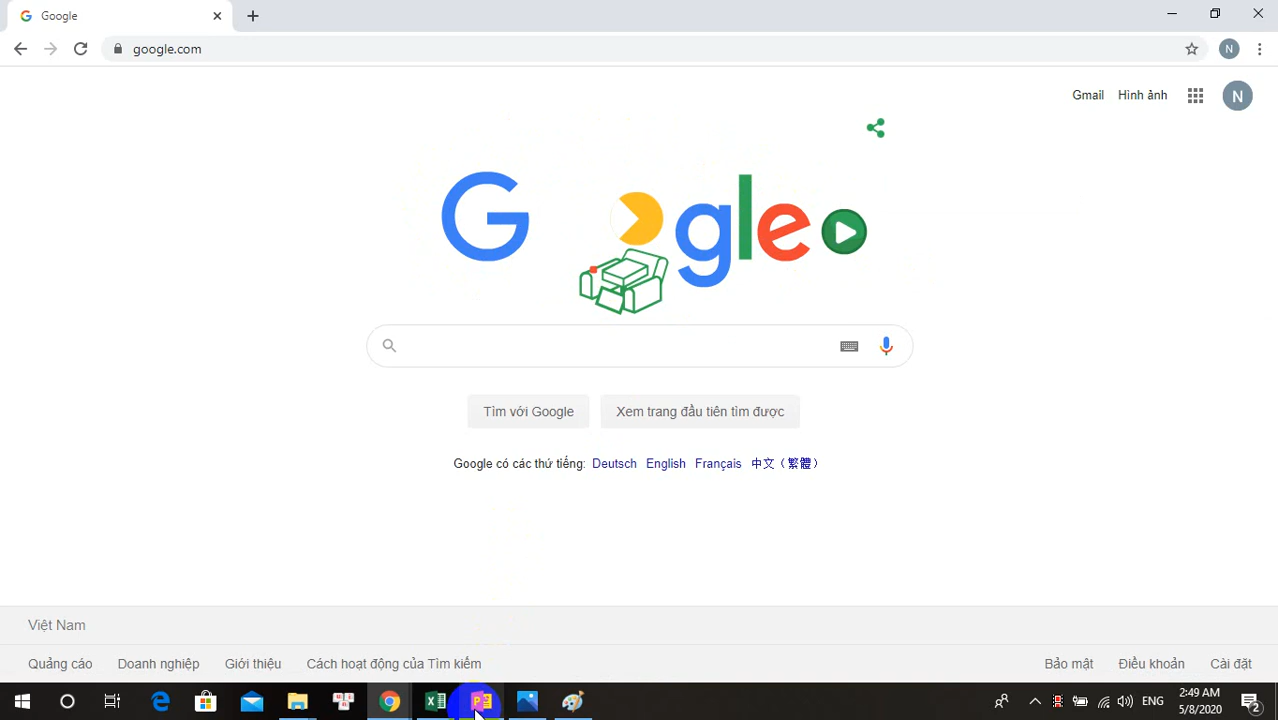 Google
google.com
N
Gmail
Hình ảnh
N
G gle
Tìm với Google
Xem trang đầu tiên tìm được
Google có các thứ tiếng: Deutsch English Français 中文（繁體）
Việt Nam
Quảng cáo
Doanh nghiệp
Giới thiệu
Cách hoạt động của Tìm kiếm
Bảo mật
Điều khoản
Cài đặt
ENG
2:49 AM
5/8/2020
2